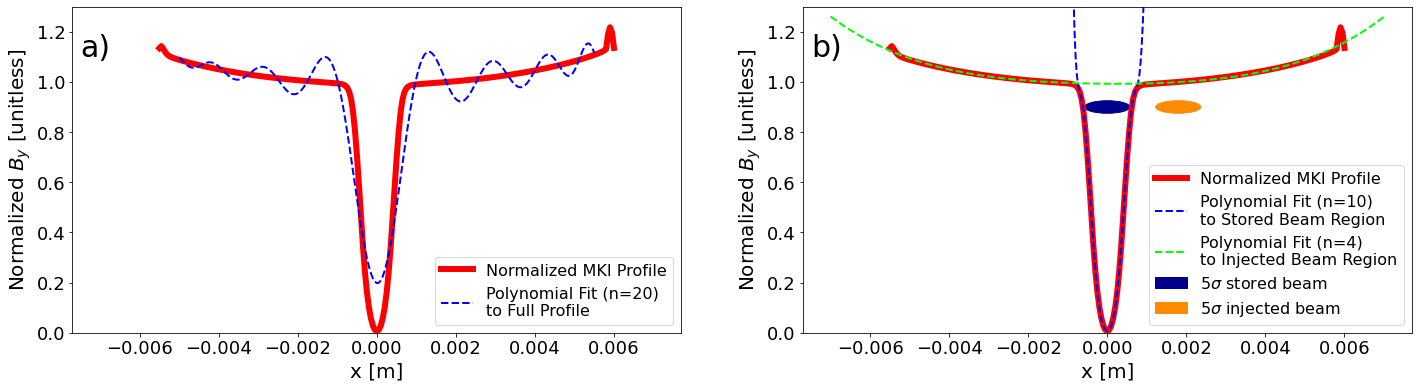 a)
Normalized B_y [unitless]
1.2
1.0
0.8
0.6
0.4
0.2
0.0
−0.006 −0.004 −0.002 0.000 0.002 0.004 0.006
x [m]
Normalized MKI Profile
Polynomial Fit (n=20)
to Full Profile
b)
Normalized B_y [unitless]
1.2
1.0
0.8
0.6
0.4
0.2
0.0
−0.006 −0.004 −0.002 0.000 0.002 0.004 0.006
x [m]
Normalized MKI Profile
Polynomial Fit (n=10)
to Stored Beam Region
Polynomial Fit (n=4)
to Injected Beam Region
5σ stored beam
5σ injected beam